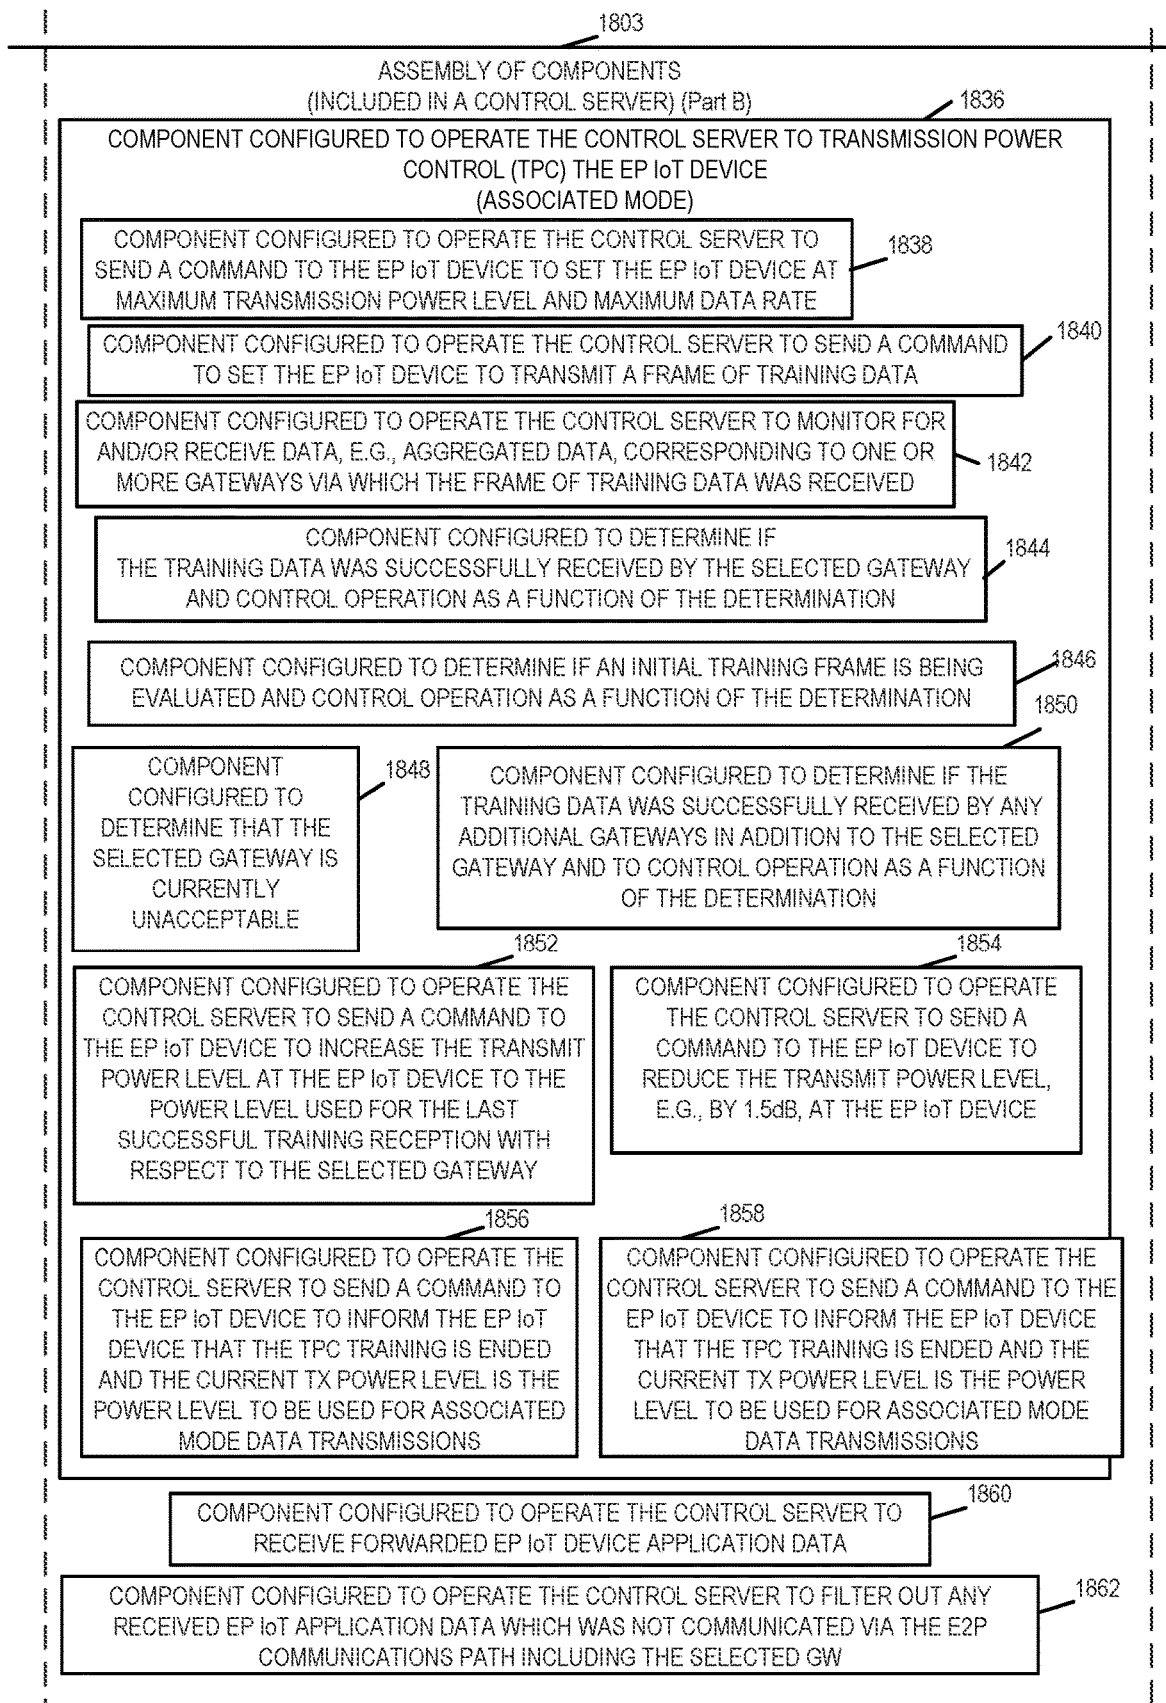 1803
ASSEMBLY OF COMPONENTS
(INCLUDED IN A CONTROL SERVER) (Part B)
1836
COMPONENT CONFIGURED TO OPERATE THE CONTROL SERVER TO TRANSMISSION POWER
CONTROL (TPC) THE EP IoT DEVICE
(ASSOCIATED MODE)
COMPONENT CONFIGURED TO OPERATE THE CONTROL SERVER TO
SEND A COMMAND TO THE EP IoT DEVICE TO SET THE EP IoT DEVICE AT
MAXIMUM TRANSMISSION POWER LEVEL AND MAXIMUM DATA RATE
1838
COMPONENT CONFIGURED TO OPERATE THE CONTROL SERVER TO SEND A COMMAND
TO SET THE EP IoT DEVICE TO TRANSMIT A FRAME OF TRAINING DATA
1840
COMPONENT CONFIGURED TO OPERATE THE CONTROL SERVER TO MONITOR FOR
AND/OR RECEIVE DATA, E.G., AGGREGATED DATA, CORRESPONDING TO ONE OR
MORE GATEWAYS VIA WHICH THE FRAME OF TRAINING DATA WAS RECEIVED
1842
COMPONENT CONFIGURED TO DETERMINE IF
THE TRAINING DATA WAS SUCCESSFULLY RECEIVED BY THE SELECTED GATEWAY
AND CONTROL OPERATION AS A FUNCTION OF THE DETERMINATION
1844
COMPONENT CONFIGURED TO DETERMINE IF AN INITIAL TRAINING FRAME IS BEING
EVALUATED AND CONTROL OPERATION AS A FUNCTION OF THE DETERMINATION
1846
COMPONENT
CONFIGURED TO
DETERMINE THAT THE
SELECTED GATEWAY IS
CURRENTLY
UNACCEPTABLE
1848
1850
COMPONENT CONFIGURED TO DETERMINE IF THE
TRAINING DATA WAS SUCCESSFULLY RECEIVED BY ANY
ADDITIONAL GATEWAYS IN ADDITION TO THE SELECTED
GATEWAY AND TO CONTROL OPERATION AS A FUNCTION
OF THE DETERMINATION
1852
COMPONENT CONFIGURED TO OPERATE THE
CONTROL SERVER TO SEND A COMMAND TO
THE EP IoT DEVICE TO INCREASE THE TRANSMIT
POWER LEVEL AT THE EP IoT DEVICE TO THE
POWER LEVEL USED FOR THE LAST
SUCCESSFUL TRAINING RECEPTION WITH
RESPECT TO THE SELECTED GATEWAY
1854
COMPONENT CONFIGURED TO OPERATE
THE CONTROL SERVER TO SEND A
COMMAND TO THE EP IoT DEVICE TO
REDUCE THE TRANSMIT POWER LEVEL,
E.G., BY 1.5dB, AT THE EP IoT DEVICE
1856
COMPONENT CONFIGURED TO OPERATE THE
CONTROL SERVER TO SEND A COMMAND TO
THE EP IoT DEVICE TO INFORM THE EP IoT
DEVICE THAT THE TPC TRAINING IS ENDED
AND THE CURRENT TX POWER LEVEL IS THE
POWER LEVEL TO BE USED FOR ASSOCIATED
MODE DATA TRANSMISSIONS
1858
COMPONENT CONFIGURED TO OPERATE THE
CONTROL SERVER TO SEND A COMMAND TO THE
EP IoT DEVICE TO INFORM THE EP IoT DEVICE
THAT THE TPC TRAINING IS ENDED AND THE
CURRENT TX POWER LEVEL IS THE POWER
LEVEL TO BE USED FOR ASSOCIATED MODE
DATA TRANSMISSIONS
COMPONENT CONFIGURED TO OPERATE THE CONTROL SERVER TO
RECEIVE FORWARDED EP IoT DEVICE APPLICATION DATA
1860
COMPONENT CONFIGURED TO OPERATE THE CONTROL SERVER TO FILTER OUT ANY
RECEIVED EP IoT APPLICATION DATA WHICH WAS NOT COMMUNICATED VIA THE E2P
COMMUNICATIONS PATH INCLUDING THE SELECTED GW
1862